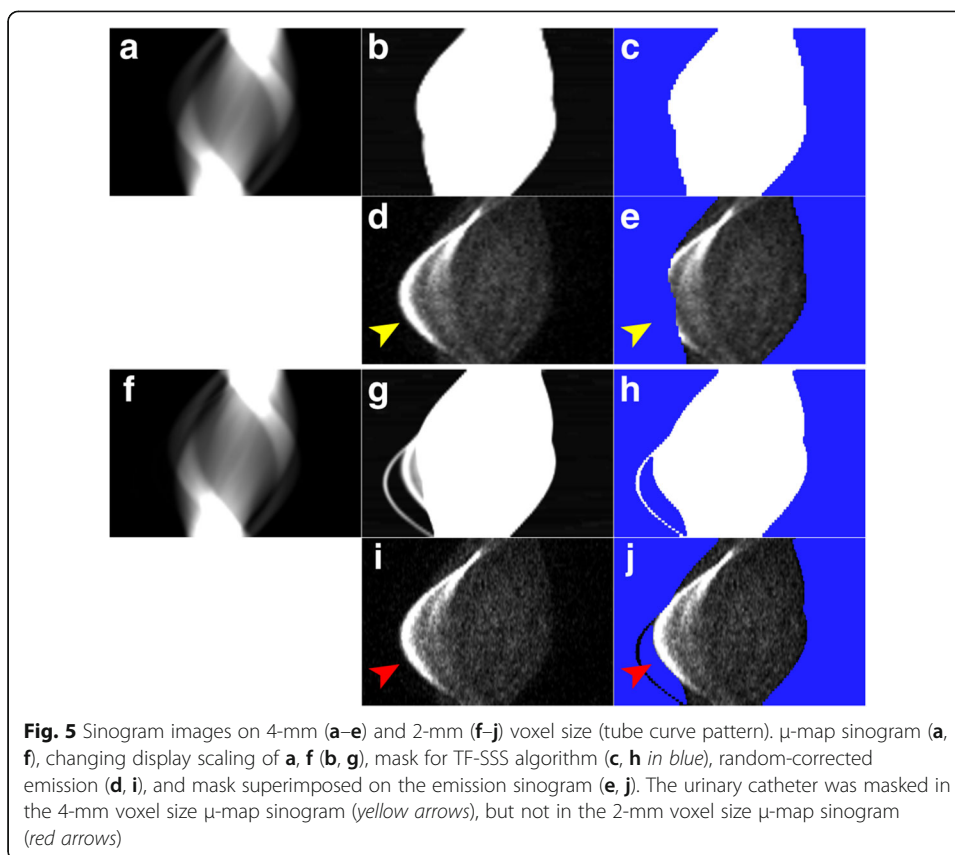 a
b
c
d
e
f
g
h
i
j
Fig. 5 Sinogram images on 4-mm (a–e) and 2-mm (f–j) voxel size (tube curve pattern). μ-map sinogram (a,
f), changing display scaling of a, f (b, g), mask for TF-SSS algorithm (c, h in blue), random-corrected
emission (d, i), and mask superimposed on the emission sinogram (e, j). The urinary catheter was masked in
the 4-mm voxel size μ-map sinogram (yellow arrows), but not in the 2-mm voxel size μ-map sinogram
(red arrows)